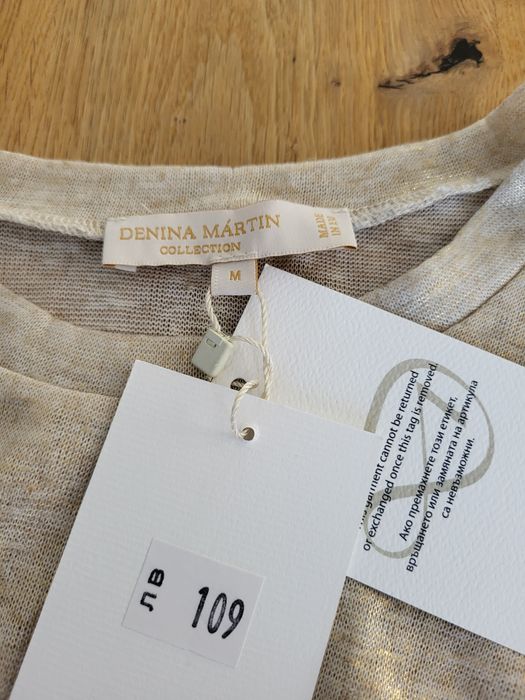 DENINA MÁRTIN
COLLECTION
MADE
IN EU
M
garment cannot be returned
or exchanged once this tag is removed.
Ако премахнете този етикет,
връщането или замяната на артикула
са невъзможни.
ЛВ
109